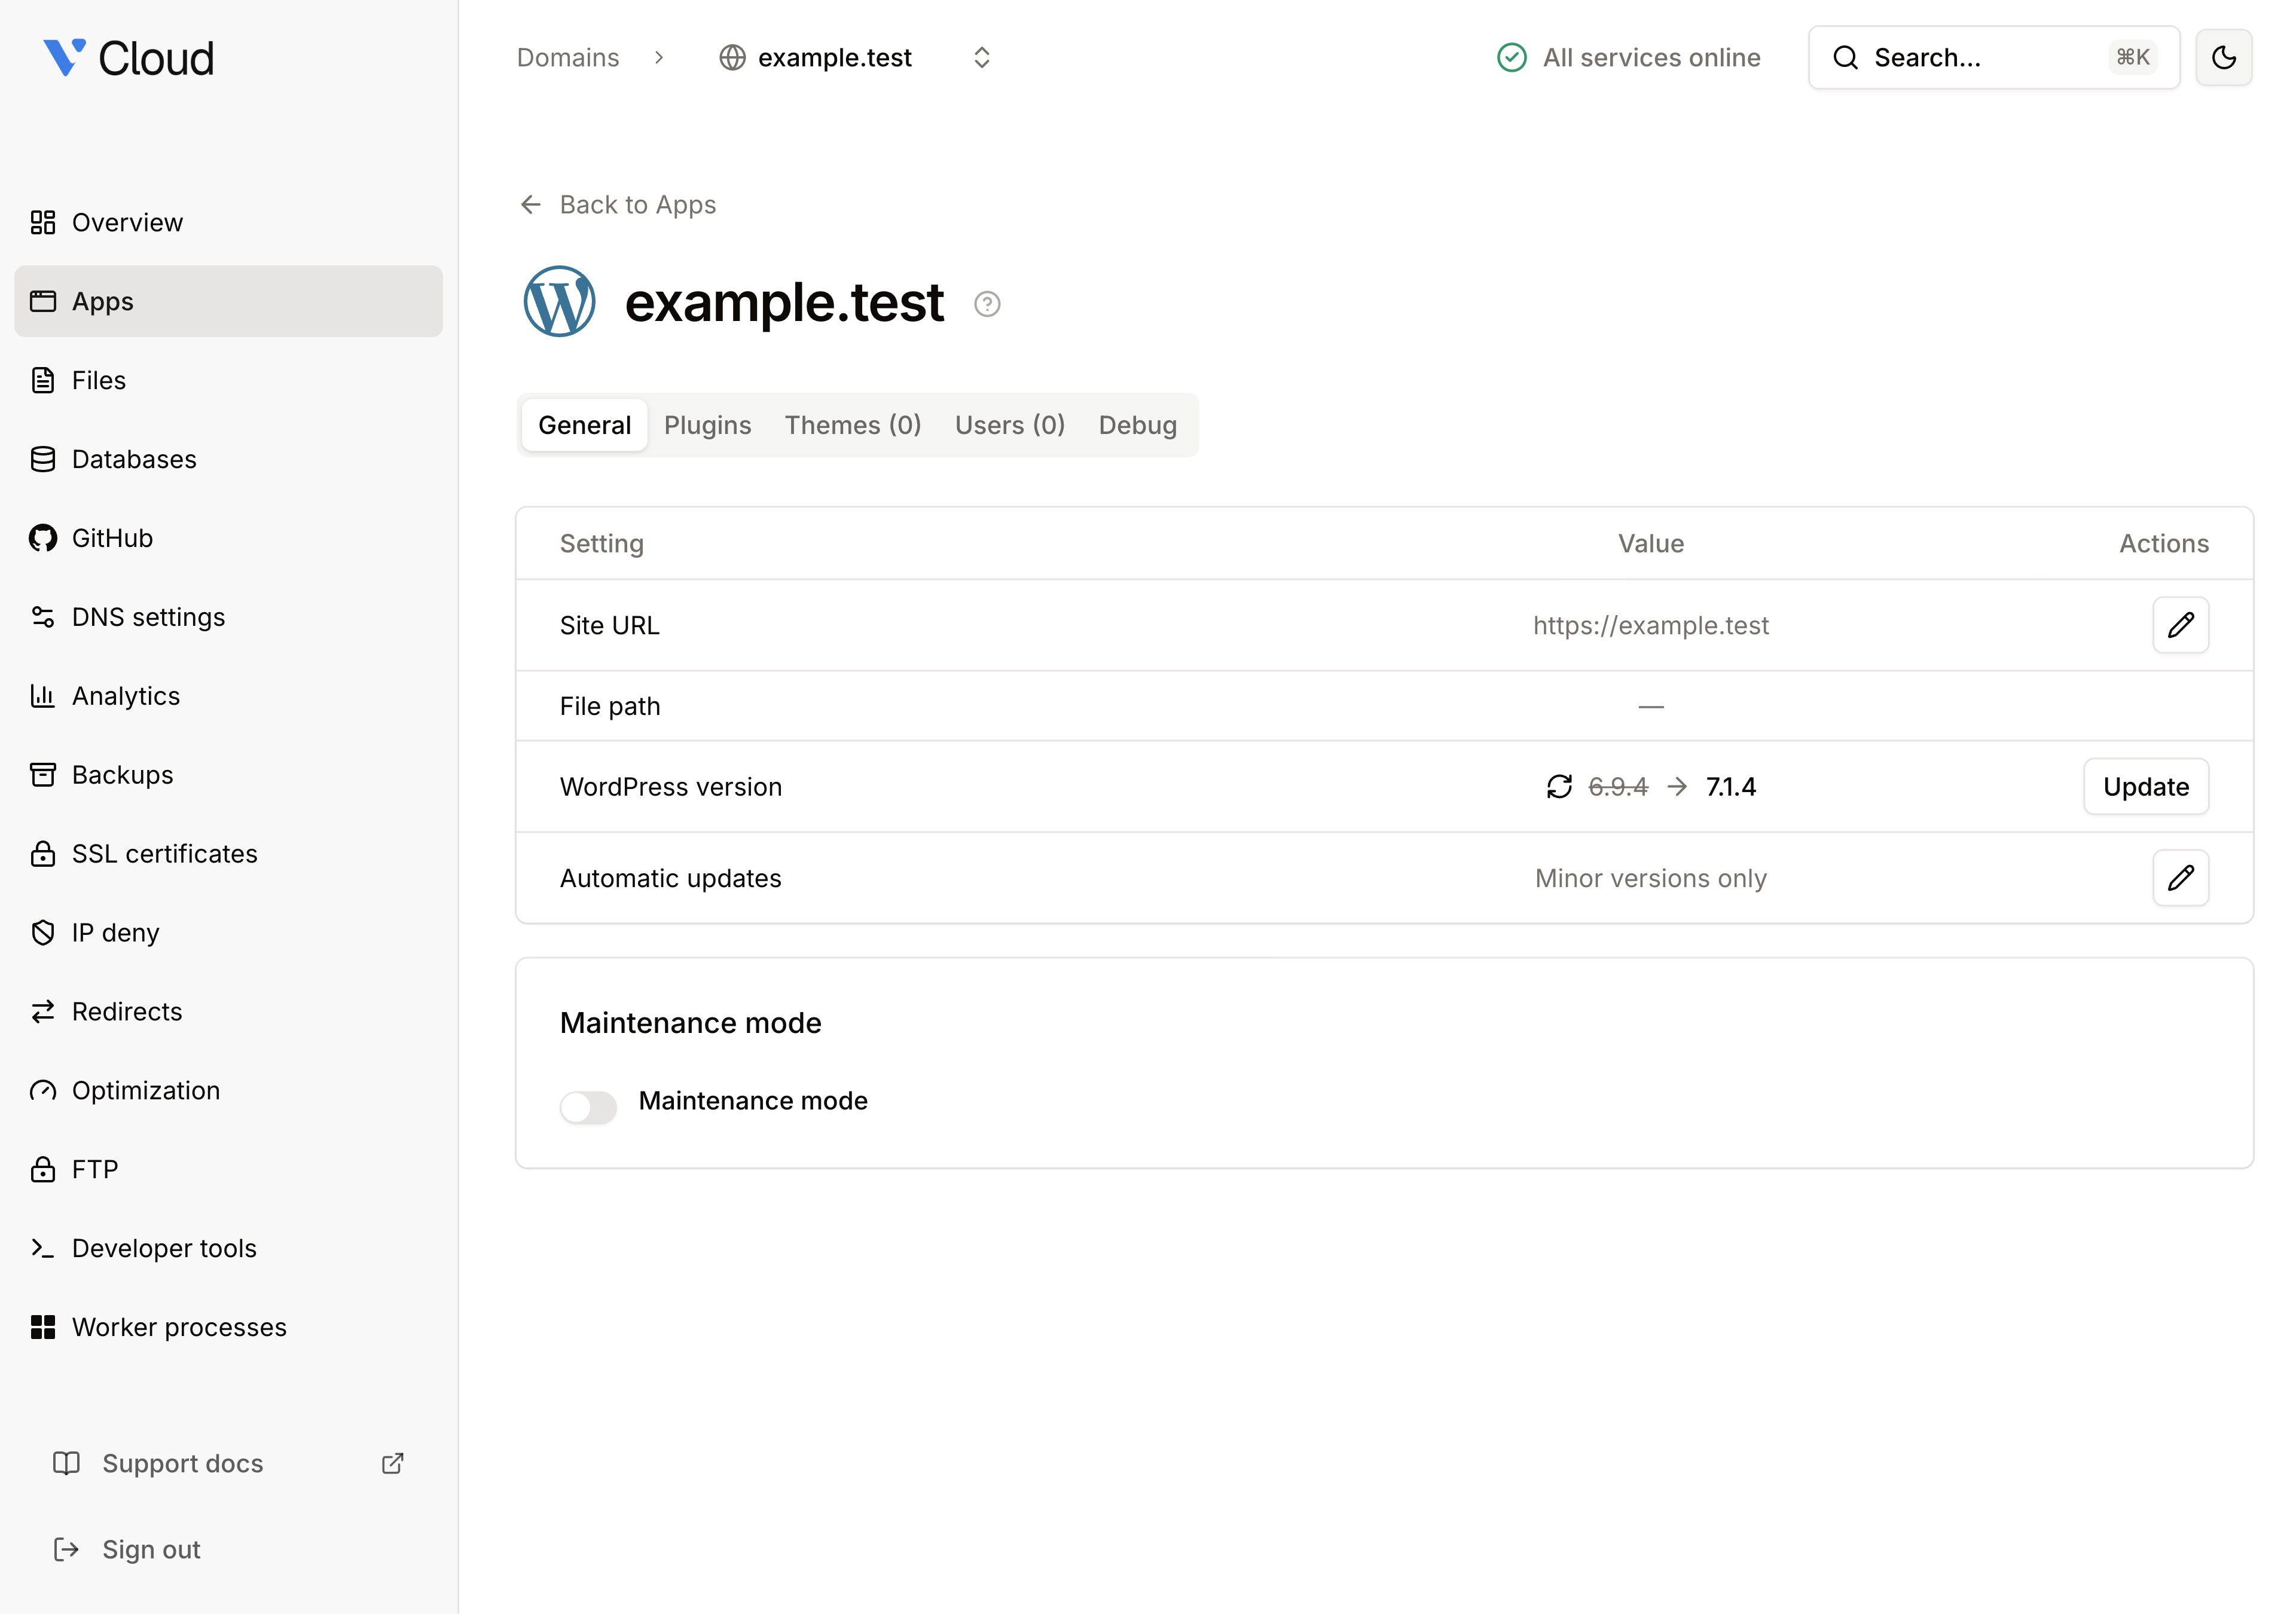 Cloud
Domains
example.test
All services online
Search...
⌘K
Overview
Apps
Files
Databases
GitHub
DNS settings
Analytics
Backups
SSL certificates
IP deny
Redirects
Optimization
FTP
Developer tools
Worker processes
Support docs
Sign out
Back to Apps
example.test
General Plugins Themes (0) Users (0) Debug
Setting Value Actions
Site URL https://example.test
File path —
WordPress version 6.9.4 → 7.1.4 Update
Automatic updates Minor versions only
Maintenance mode
Maintenance mode